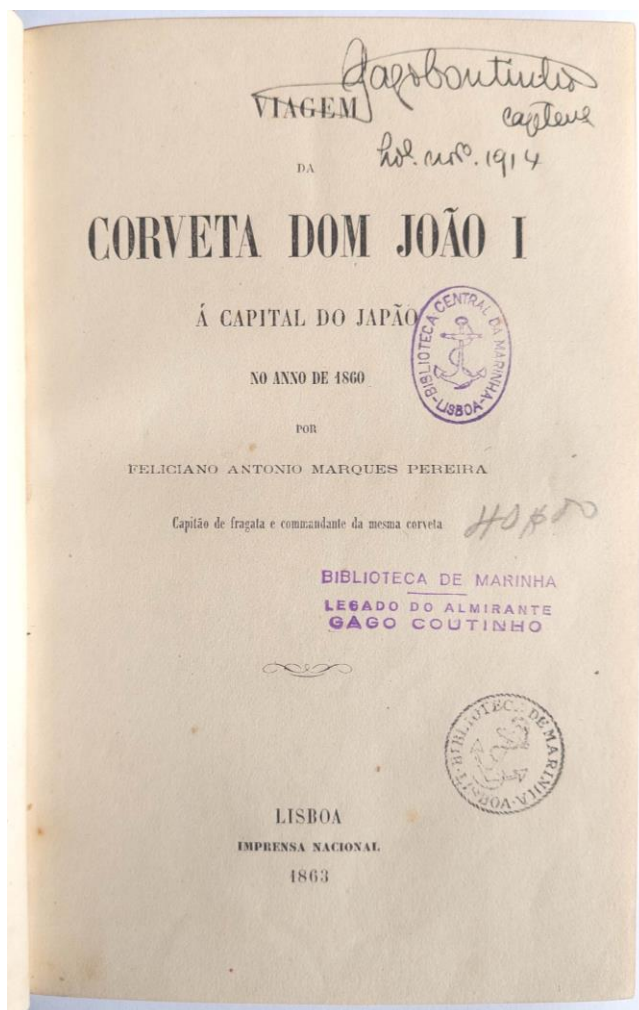 Gago Coutinho
1914
VIAGEM
DA
CORVETA DOM JOÃO I
Á CAPITAL DO JAPÃO
NO ANNO DE 1860
POR
FELICIANO ANTONIO MARQUES PEREIRA
Capitão de fragata e commandante da mesma corveta
BIBLIOTECA CENTRAL DA MARINHA
-LISBOA-
40$00
BIBLIOTECA DE MARINHA
LEGADO DO ALMIRANTE
GAGO COUTINHO
BIBLIOTECA DE MARINHA
LISBOA
IMPRENSA NACIONAL
1863